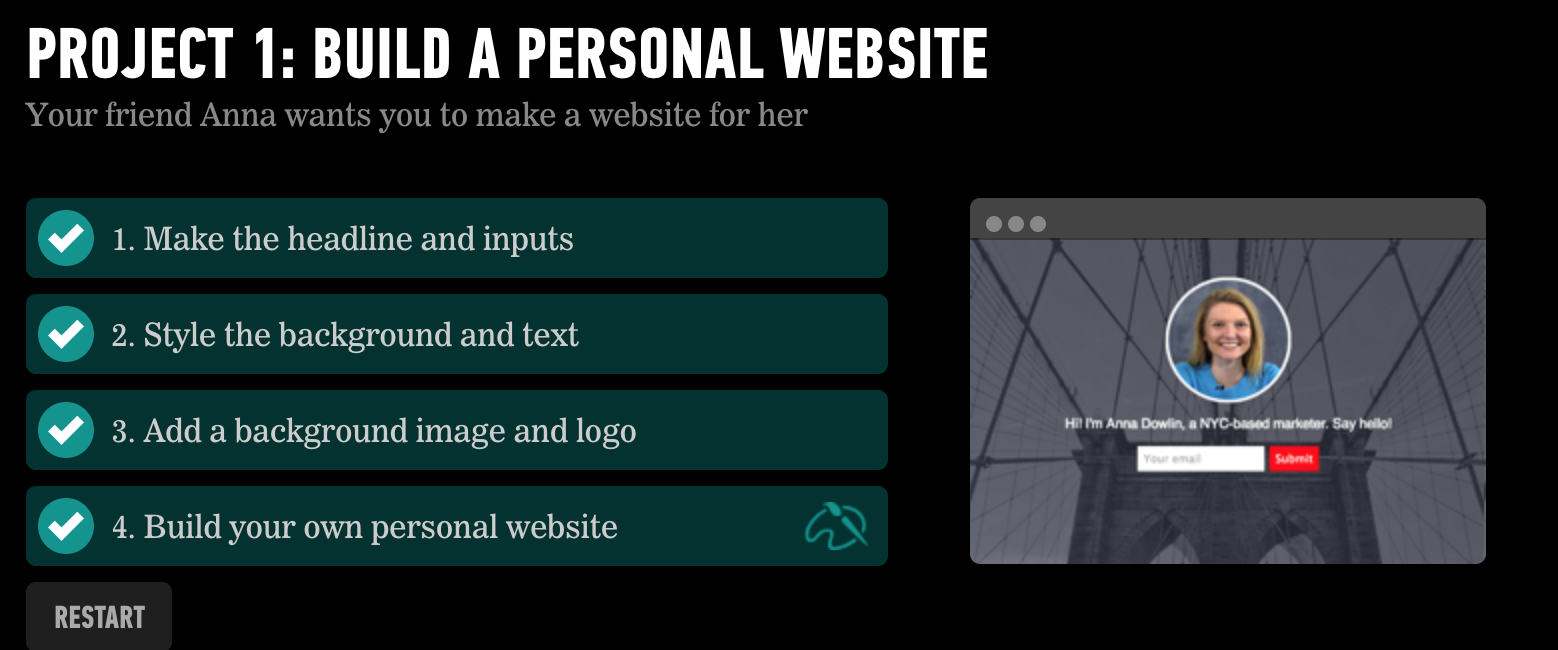 PROJECT 1: BUILD A PERSONAL WEBSITE
Your friend Anna wants you to make a website for her
1. Make the headline and inputs
2. Style the background and text
3. Add a background image and logo
4. Build your own personal website
RESTART
Hi! I'm Anna Dowlin, a NYC-based marketer. Say hello!
Your email
Submit